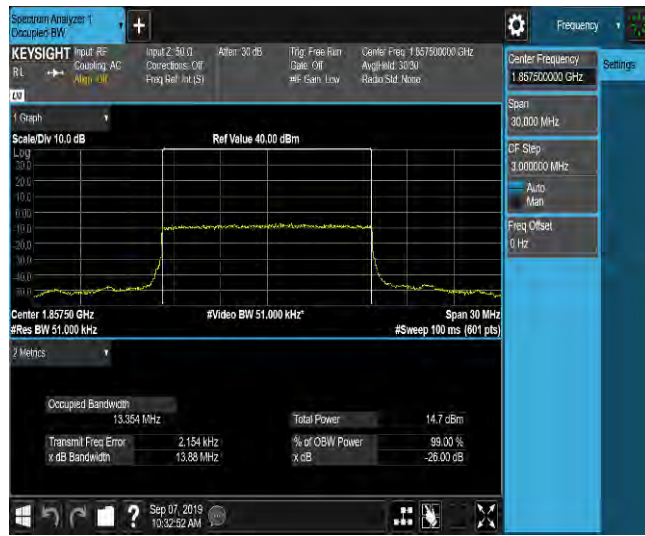 Spectrum Analyzer 1
Occupied BW
Frequency
KEYSIGHT
RL
Input: RF
Coupling: AC
Align: Off
Input Z: 50 Ω
Corrections: Off
Freq Ref: Int (S)
Atten: 30 dB
Trig: Free Run
Gate: Off
#IF Gain: Low
Center Freq: 1.857500000 GHz
Avg|Hold: 30/30
Radio Std: None
1 Graph
Scale/Div 10.0 dB
Ref Value 40.00 dBm
Log
30.0
20.0
10.0
0.00
-10.0
-20.0
-30.0
-40.0
-50.0
Center 1.85750 GHz
#Video BW 51.000 kHz*
Span 30 MHz
#Res BW 51.000 kHz
#Sweep 100 ms (601 pts)
2 Metrics
Occupied Bandwidth
13.354 MHz
Total Power
14.7 dBm
Transmit Freq Error
2.154 kHz
% of OBW Power
99.00 %
x dB Bandwidth
13.88 MHz
x dB
-26.00 dB
?
Sep 07, 2019
10:32:52 AM
Center Frequency
1.857500000 GHz
Settings
Span
30.000 MHz
CF Step
3.000000 MHz
Auto
Man
Freq Offset
0 Hz